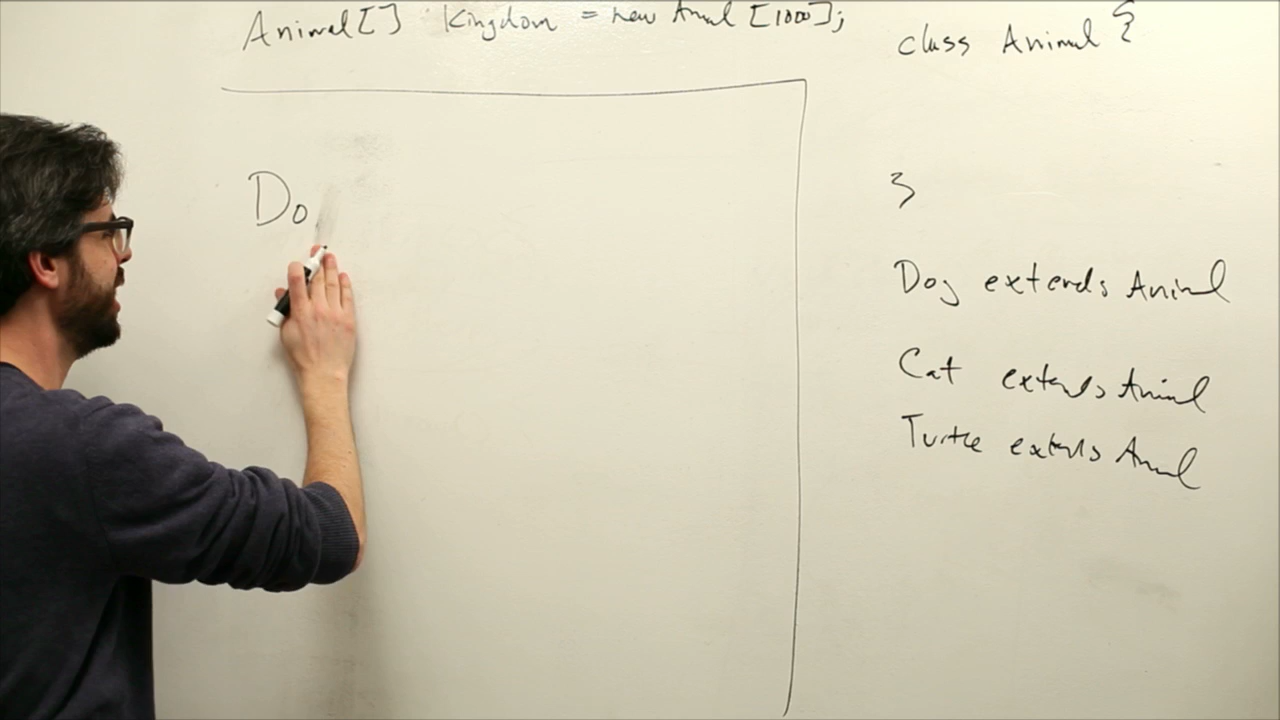 Animal[] Kingdom = new Animal [1000];
class Animal {
Do
}
Dog extends Animal
Cat extends Animal
Turtle extends Animal